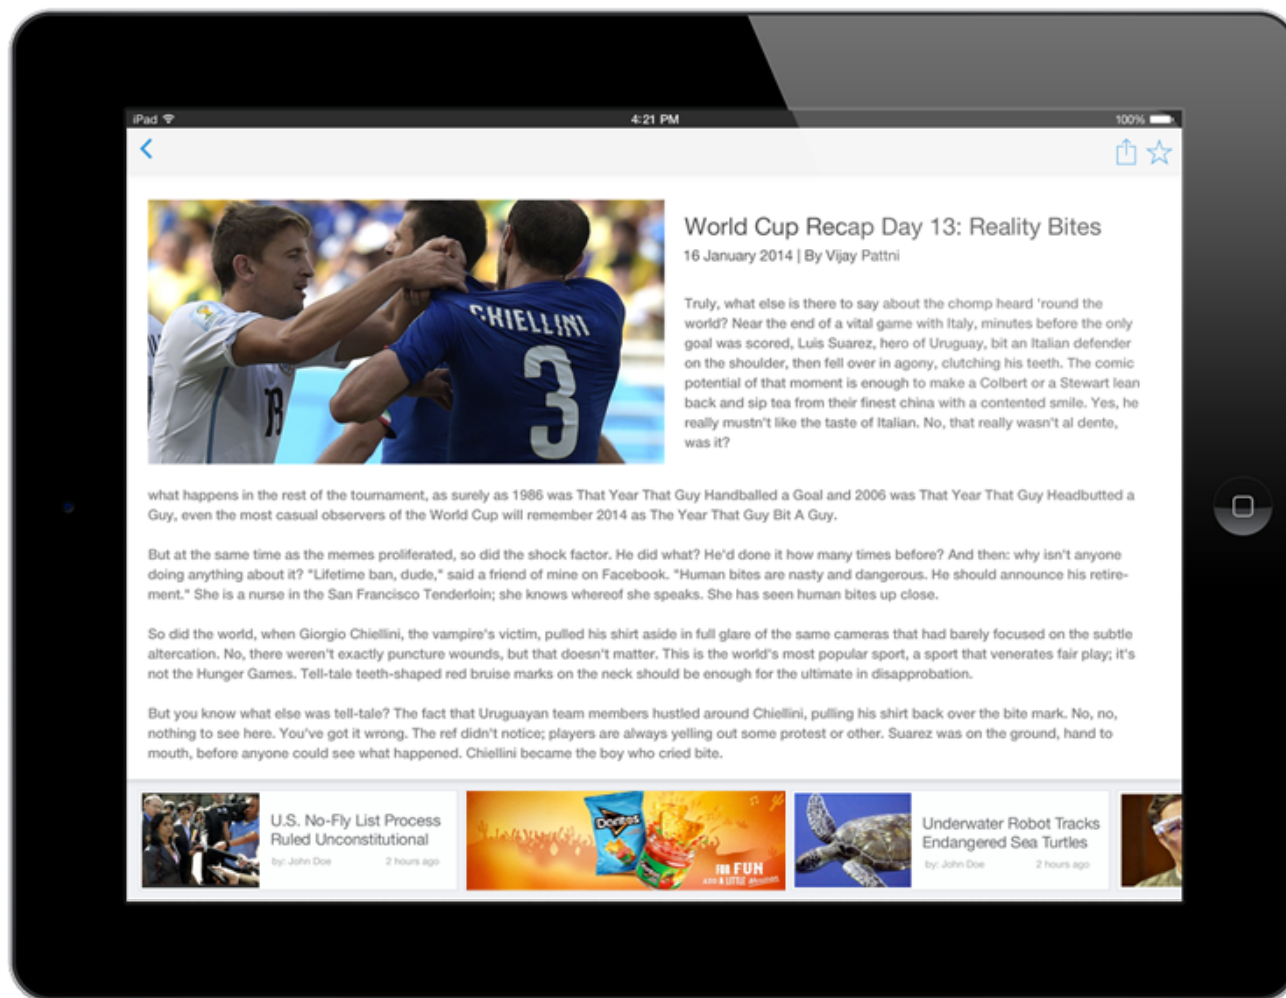 iPad
4:21 PM
100%
CHIELLINI
3
18
World Cup Recap Day 13: Reality Bites
16 January 2014 | By Vijay Pattni
Truly, what else is there to say about the chomp heard 'round the
world? Near the end of a vital game with Italy, minutes before the only
goal was scored, Luis Suarez, hero of Uruguay, bit an Italian defender
on the shoulder, then fell over in agony, clutching his teeth. The comic
potential of that moment is enough to make a Colbert or a Stewart lean
back and sip tea from their finest china with a contented smile. Yes, he
really mustn't like the taste of Italian. No, that really wasn't al dente,
was it?
what happens in the rest of the tournament, as surely as 1986 was That Year That Guy Handballed a Goal and 2006 was That Year That Guy Headbutted a
Guy, even the most casual observers of the World Cup will remember 2014 as The Year That Guy Bit A Guy.
But at the same time as the memes proliferated, so did the shock factor. He did what? He'd done it how many times before? And then: why isn't anyone
doing anything about it? "Lifetime ban, dude," said a friend of mine on Facebook. "Human bites are nasty and dangerous. He should announce his retire-
ment." She is a nurse in the San Francisco Tenderloin; she knows whereof she speaks. She has seen human bites up close.
So did the world, when Giorgio Chiellini, the vampire's victim, pulled his shirt aside in full glare of the same cameras that had barely focused on the subtle
altercation. No, there weren't exactly puncture wounds, but that doesn't matter. This is the world's most popular sport, a sport that venerates fair play; it's
not the Hunger Games. Tell-tale teeth-shaped red bruise marks on the neck should be enough for the ultimate in disapprobation.
But you know what else was tell-tale? The fact that Uruguayan team members hustled around Chiellini, pulling his shirt back over the bite mark. No, no,
nothing to see here. You've got it wrong. The ref didn't notice; players are always yelling out some protest or other. Suarez was on the ground, hand to
mouth, before anyone could see what happened. Chiellini became the boy who cried bite.
U.S. No-Fly List Process
Ruled Unconstitutional
by: John Doe 2 hours ago
Doritos
FOR FUN
ADD A LITTLE
Underwater Robot Tracks
Endangered Sea Turtles
by: John Doe 2 hours ago